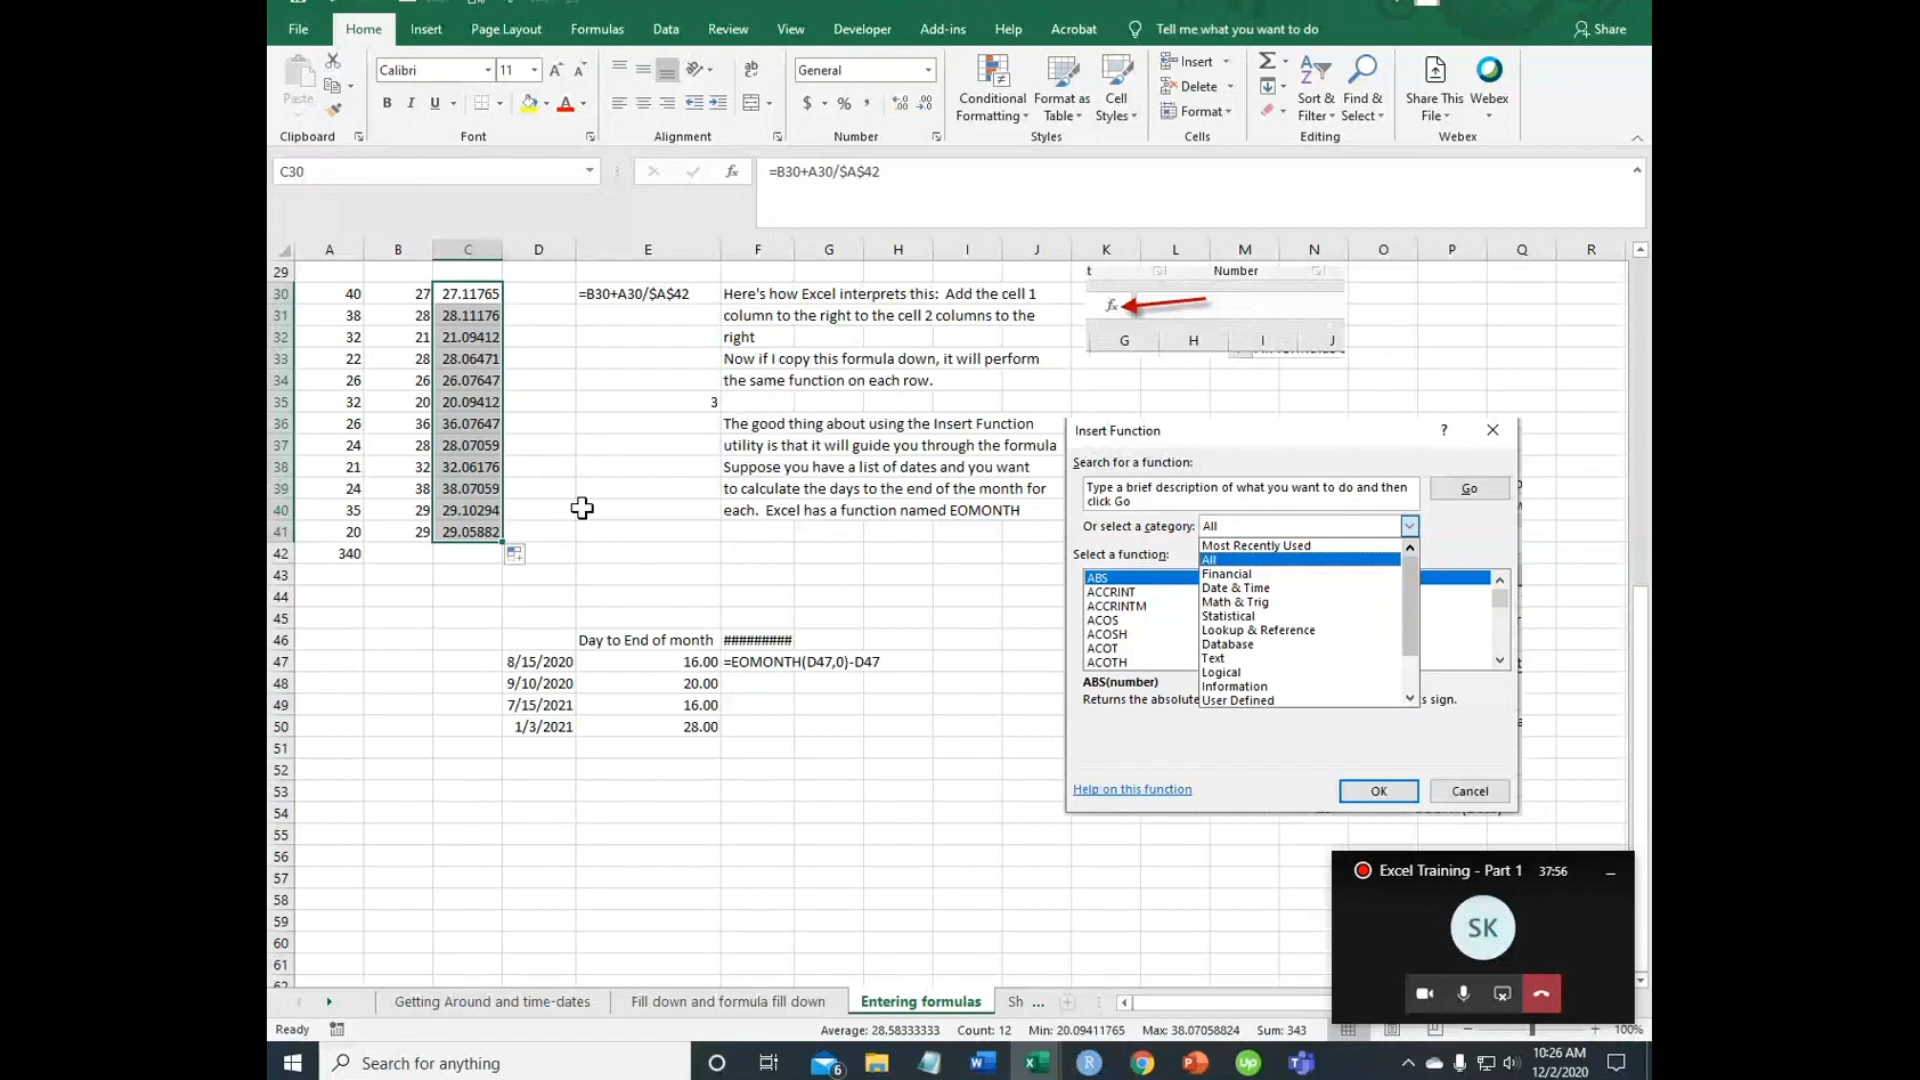 File Home Insert Page Layout Formulas Data Review View Developer Add-ins Help Acrobat Tell me what you want to do Share
Paste Calibri 11 General Conditional Formatting Format as Table Cell Styles Insert Delete Format Sort & Filter Find & Select Share This File Webex
Clipboard Font Alignment Number Styles Cells Editing Webex
C30 fx =B30+A30/$A$42
A B C D E F G H I J K L M N O P Q R
29 t Number
30 40 27 27.11765 =B30+A30/$A$42 Here's how Excel interprets this: Add the cell 1 fx
31 38 28 28.11176 column to the right to the cell 2 columns to the
32 32 21 21.09412 right G H I J
33 22 28 28.06471 Now if I copy this formula down, it will perform
34 26 26 26.07647 the same function on each row.
35 32 20 20.09412 3
36 26 36 36.07647 The good thing about using the Insert Function
37 24 28 28.07059 utility is that it will guide you through the formula
38 21 32 32.06176 Suppose you have a list of dates and you want
39 24 38 38.07059 to calculate the days to the end of the month for
40 35 29 29.10294 each. Excel has a function named EOMONTH
41 20 29 29.05882
42 340
43
44
45
46 Day to End of month #########
47 8/15/2020 16.00 =EOMONTH(D47,0)-D47
48 9/10/2020 20.00
49 7/15/2021 16.00
50 1/3/2021 28.00
51
52
53
54
55
56
57
58
59
60
61
Insert Function ?
Search for a function:
Type a brief description of what you want to do and then
click Go
Go
Or select a category: All
Most Recently Used
All
Financial
Date & Time
Math & Trig
Statistical
Lookup & Reference
Database
Text
Logical
Information
User Defined
Select a function:
ABS
ACCRINT
ACCRINTM
ACOS
ACOSH
ACOT
ACOTH
ABS(number)
Returns the absolute s sign.
Help on this function OK Cancel
Excel Training - Part 1 37:56
SK
Getting Around and time-dates Fill down and formula fill down Entering formulas Sh ...
Ready Average: 28.58333333 Count: 12 Min: 20.09411765 Max: 38.07058824 Sum: 343 100%
Search for anything 6 10:26 AM
12/2/2020